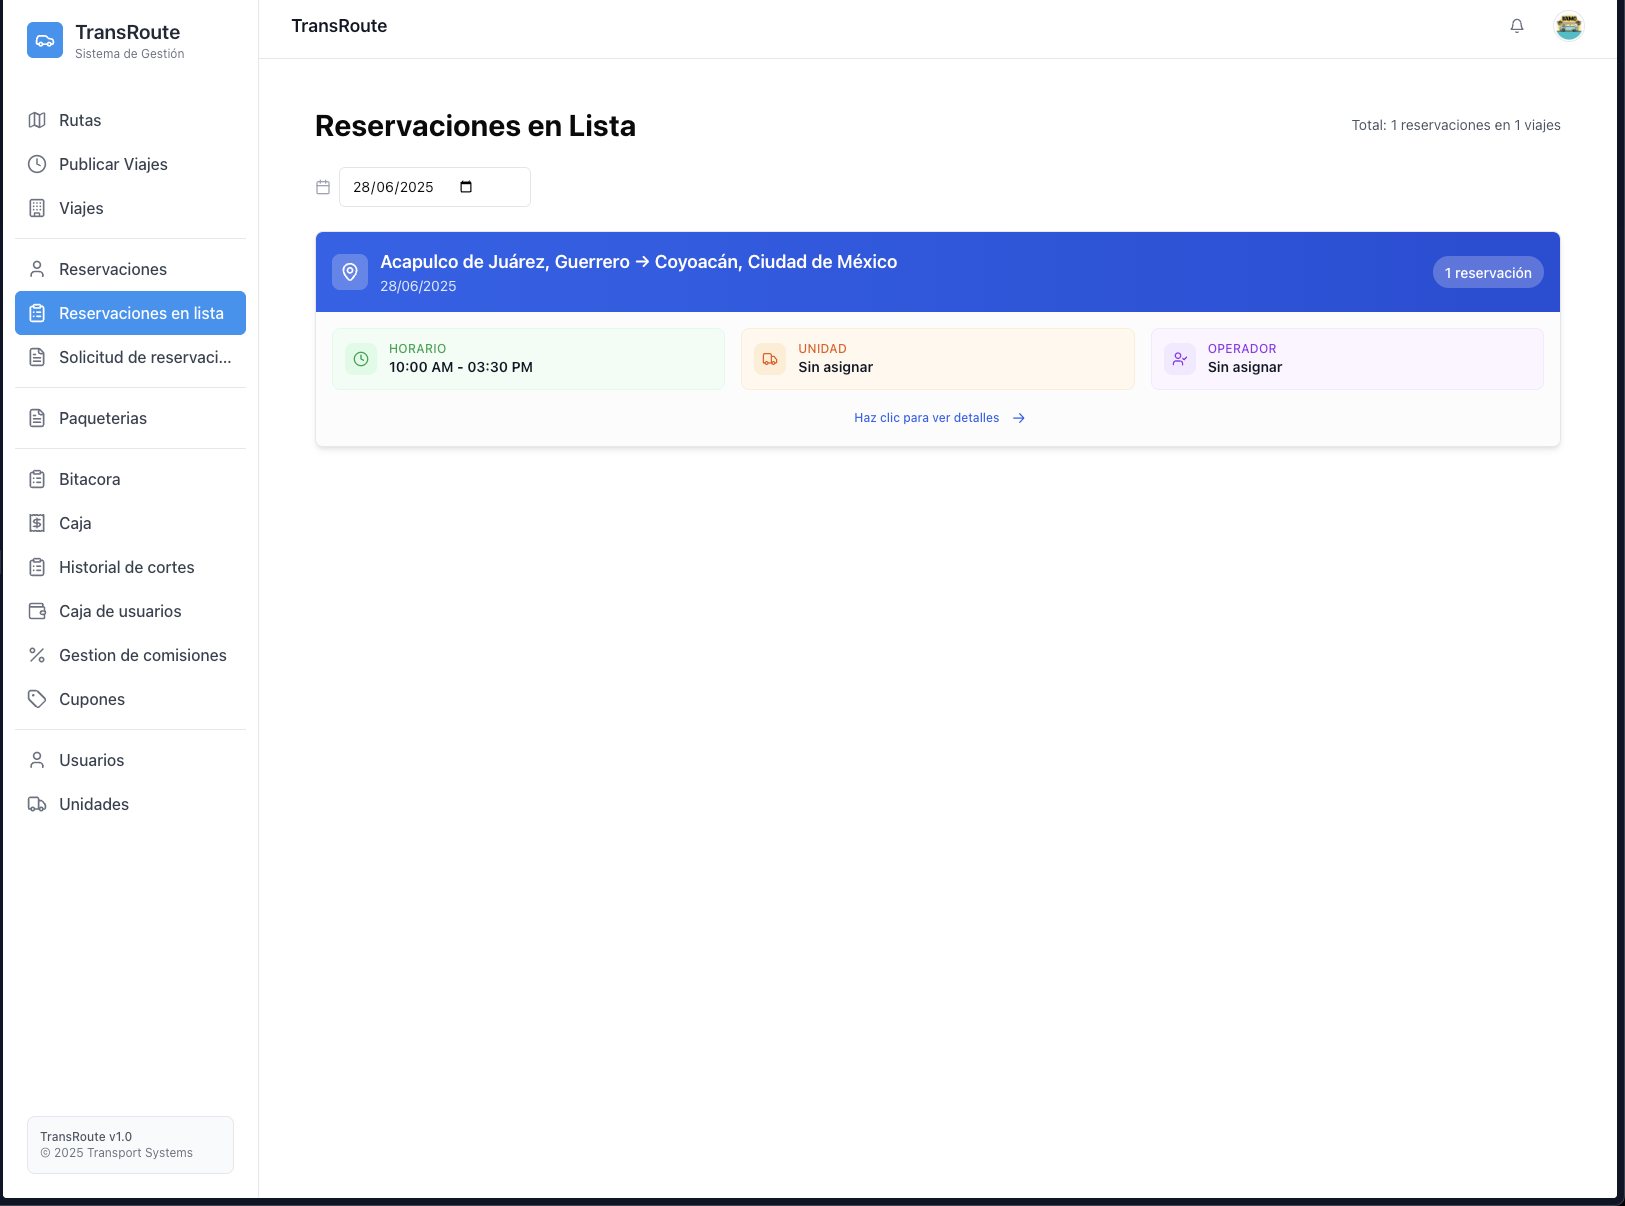 TransRoute
Sistema de Gestión
Rutas
Publicar Viajes
Viajes
Reservaciones
Reservaciones en lista
Solicitud de reservaci...
Paqueterias
Bitacora
Caja
Historial de cortes
Caja de usuarios
Gestion de comisiones
Cupones
Usuarios
Unidades
TransRoute v1.0
© 2025 Transport Systems
TransRoute
Reservaciones en Lista
Total: 1 reservaciones en 1 viajes
28/06/2025
Acapulco de Juárez, Guerrero → Coyoacán, Ciudad de México
28/06/2025
1 reservación
HORARIO
10:00 AM - 03:30 PM
UNIDAD
Sin asignar
OPERADOR
Sin asignar
Haz clic para ver detalles →